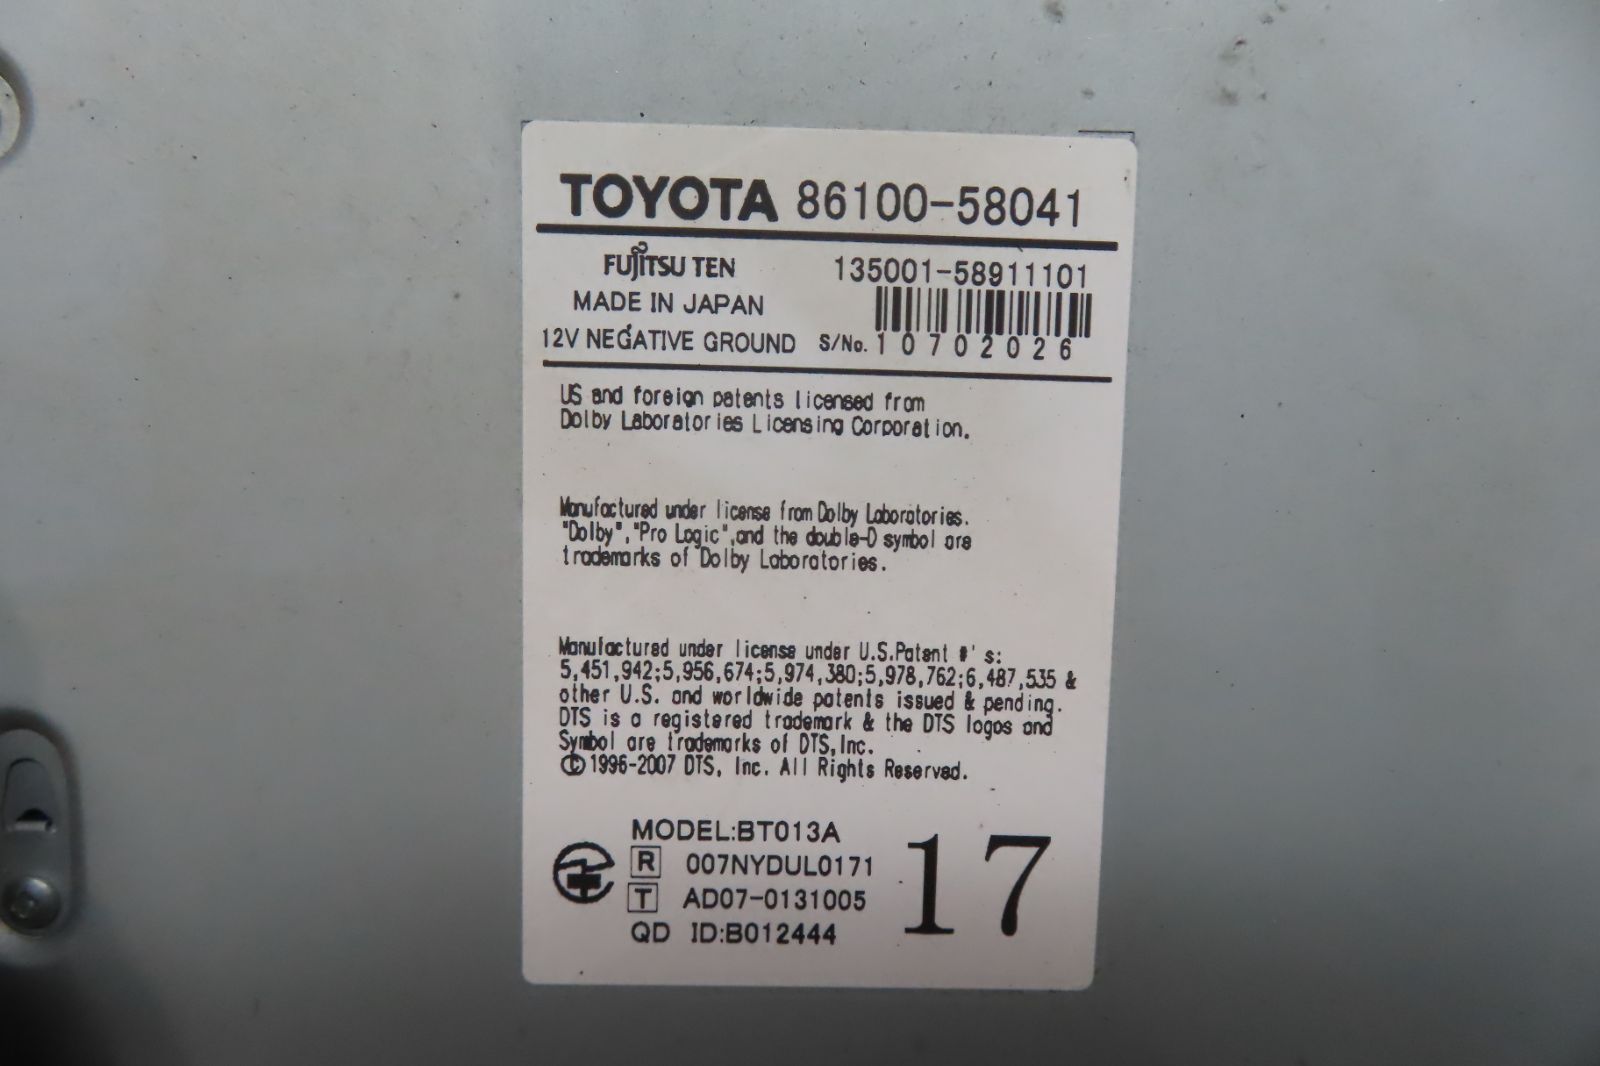 TOYOTA 86100-58041
FUJITSU TEN 135001-58911101
MADE IN JAPAN
12V NEGATIVE GROUND S/No. 10702026
US and foreign patents licensed from
Dolby Laboratories Licensing Corporation.
Manufactured under license from Dolby Laboratories.
"Dolby","Pro Logic",and the double-D symbol are
trademarks of Dolby Laboratories.
Manufactured under license under U.S.Patent #'s:
5,451,942;5,956,674;5,974,380;5,978,762;6,487,535 &
other U.S. and worldwide patents issued & pending.
DTS is a registered trademark & the DTS logos and
Symbol are trademarks of DTS,Inc.
©1996-2007 DTS, Inc. All Rights Reserved.
MODEL:BT013A
R 007NYDUL0171
T AD07-0131005
QD ID:B012444
17